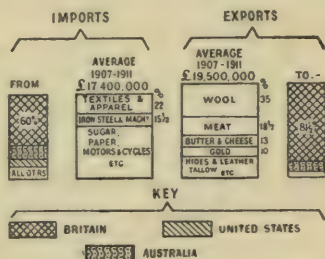 IMPORTS
EXPORTS
AVERAGE
1907-1911
£17400,000
AVERAGE
1907-1911
£19,500,000
FROM
TO.-
%
%
60%
ALL OTRS
TEXTILES &
APPAREL
22
IRON STEEL & MACHY
15½
SUGAR,
PAPER,
MOTORS & CYCLES
ETC
WOOL
35
MEAT
18½
BUTTER & CHEESE
13
GOLD
10
HIDES & LEATHER
TALLOW ETC
KEY
BRITAIN
UNITED STATES
AUSTRALIA